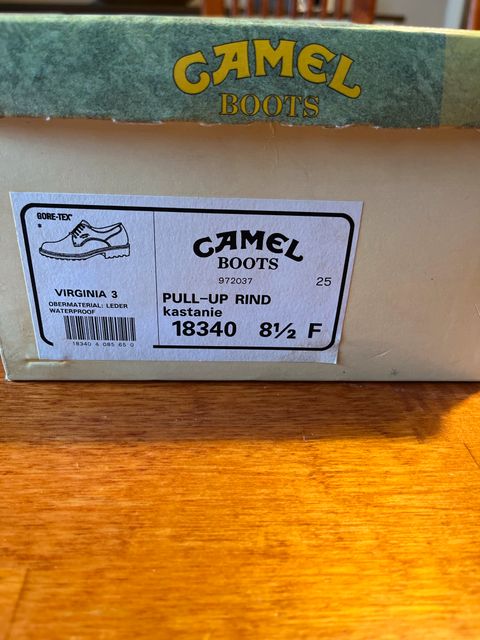 CAMEL
BOOTS
GORE-TEX®
VIRGINIA 3
OBERMATERIAL: LEDER
WATERPROOF
18340 4 085 65 0
CAMEL
BOOTS
972037
25
PULL-UP RIND
kastanie
18340 8½ F